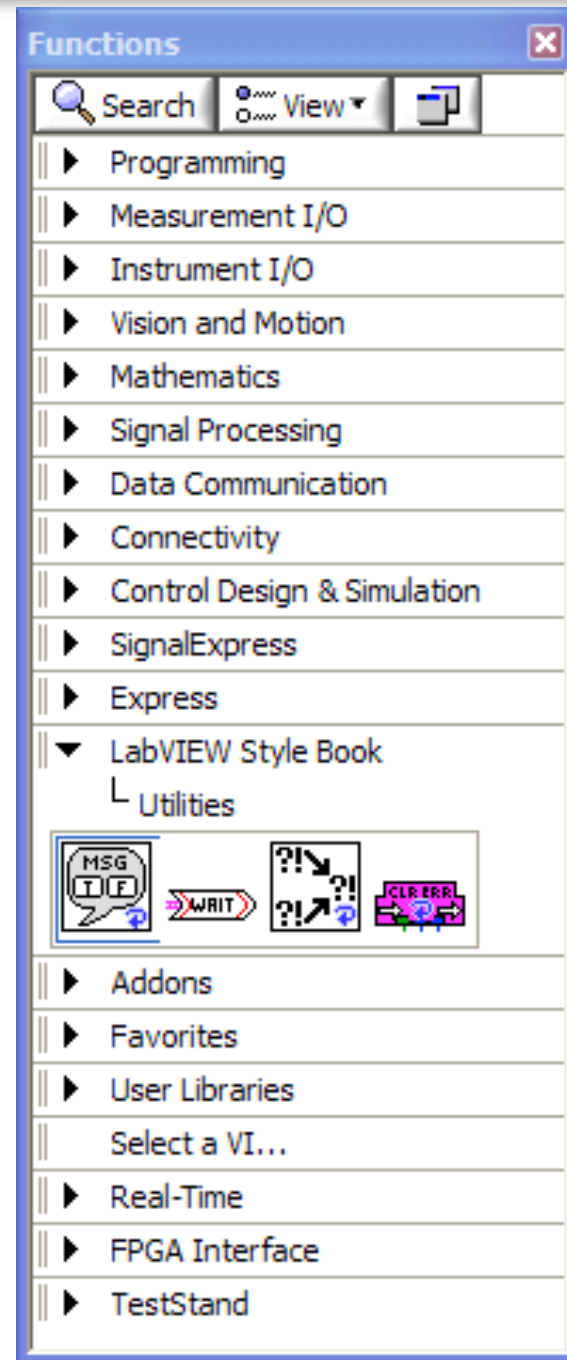 Functions
Search View
Programming
Measurement I/O
Instrument I/O
Vision and Motion
Mathematics
Signal Processing
Data Communication
Connectivity
Control Design & Simulation
SignalExpress
Express
LabVIEW Style Book
Utilities
MSG ?!
T F WAIT ?! CLR ERR
?!
Addons
Favorites
User Libraries
Select a VI...
Real-Time
FPGA Interface
TestStand